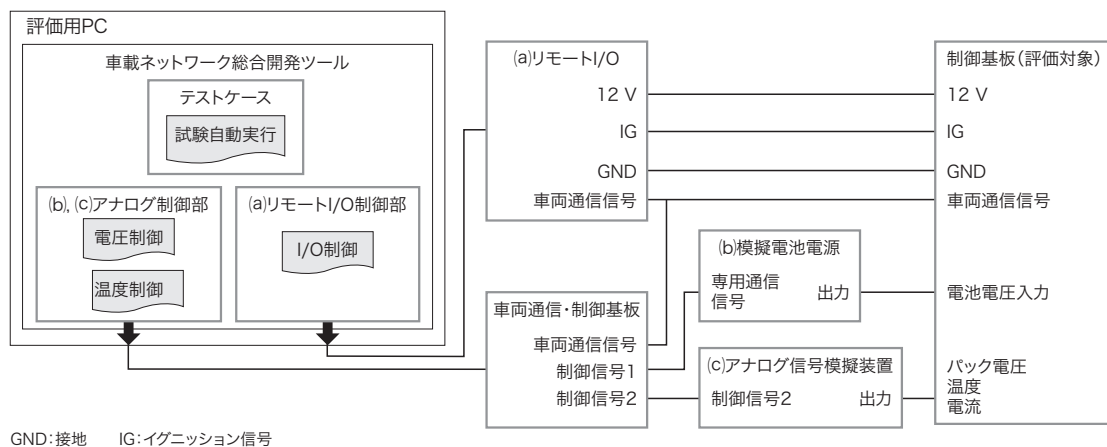 評価用PC
車載ネットワーク総合開発ツール
テストケース
試験自動実行
(b), (c)アナログ制御部
電圧制御
温度制御
(a)リモートI/O制御部
I/O制御
(a)リモートI/O
12 V
IG
GND
車両通信信号
車両通信・制御基板
車両通信信号
制御信号1
制御信号2
(b)模擬電池電源
専用通信
信号
出力
(c)アナログ信号模擬装置
制御信号2
出力
制御基板(評価対象)
12 V
IG
GND
車両通信信号
電池電圧入力
パック電圧
温度
電流
GND:接地 IG:イグニッション信号